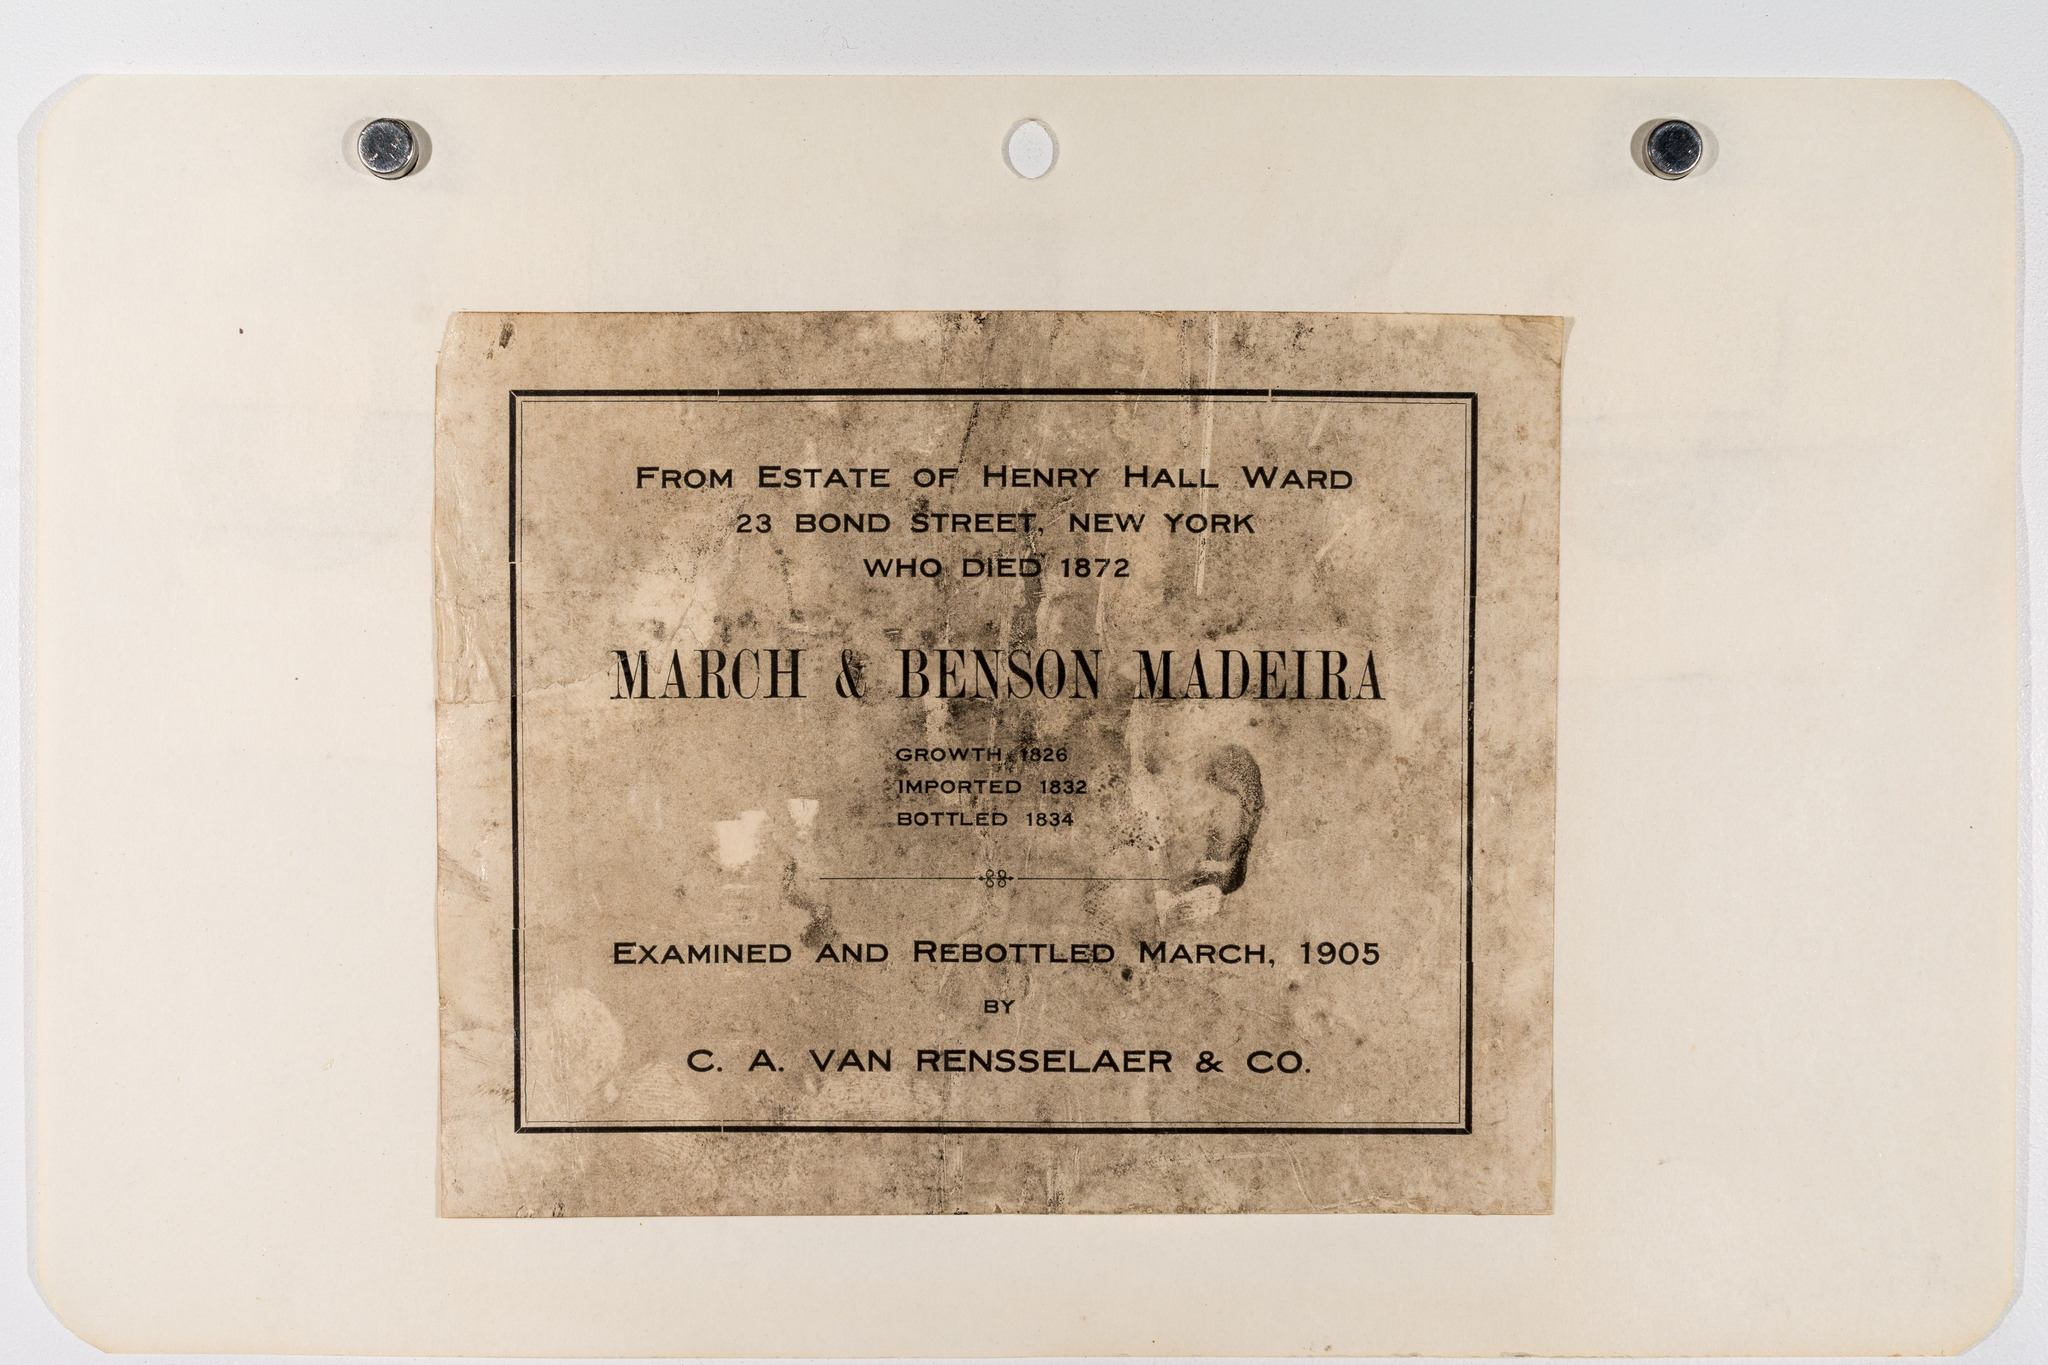 From Estate of Henry Hall Ward
23 BOND STREET, NEW YORK
WHO DIED 1872
MARCH & BENSON MADEIRA
GROWTH 1826
IMPORTED 1832
BOTTLED 1834
Examined and Rebottled March, 1905
BY
C. A. VAN RENSSELAER & CO.